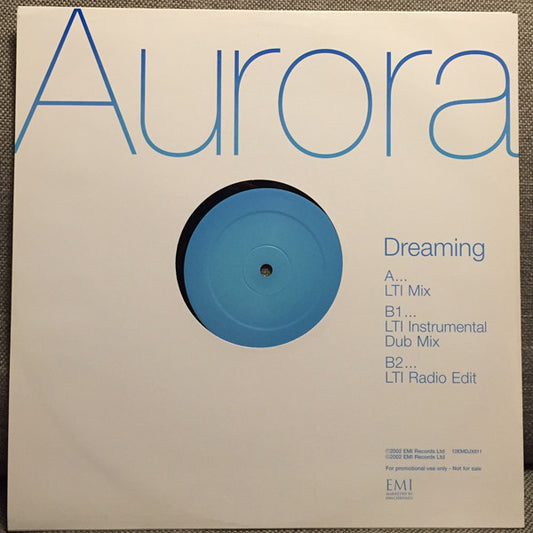 Aurora
Dreaming
A...
LTI Mix
B1...
LTI Instrumental
Dub Mix
B2...
LTI Radio Edit
℗2002 EMI Records Ltd 12EMDJX611
©2002 EMI Records Ltd
For promotional use only - Not for sale
EMI